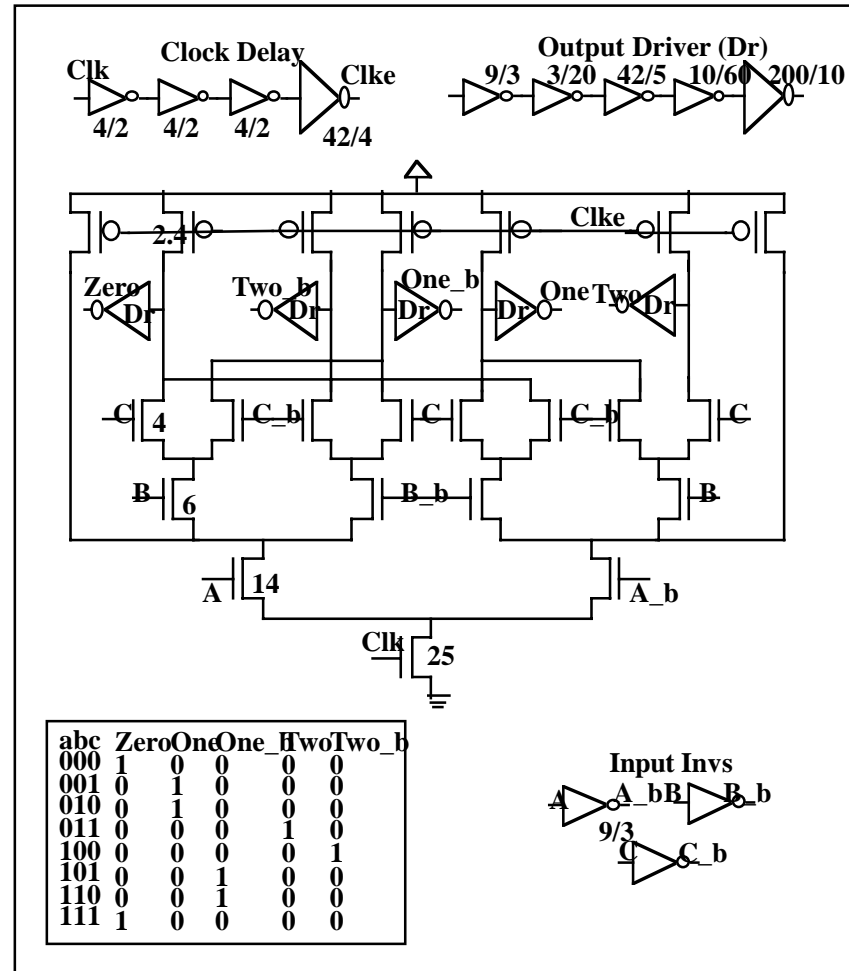 Clock Delay
Output Driver (Dr)
Clk
Clke
9/3
3/20
42/5
10/60
200/10
4/2
4/2
4/2
42/4
2.4
Clke
Zero
Two_b
One_b
One
Two
Dr
Dr
Dr
Dr
Dr
C
4
C_b
C
C_b
C
B
6
B_b
B
A
14
A_b
Clk
25
abc Zero One One_b Two Two_b
000 1 0 0 0 0
001 0 1 0 0 0
010 0 1 0 0 0
011 0 0 0 1 0
100 0 0 0 0 1
101 0 0 1 0 0
110 0 0 1 0 0
111 1 0 0 0 0
Input Invs
A
A_b
B
B_b
9/3
C
C_b